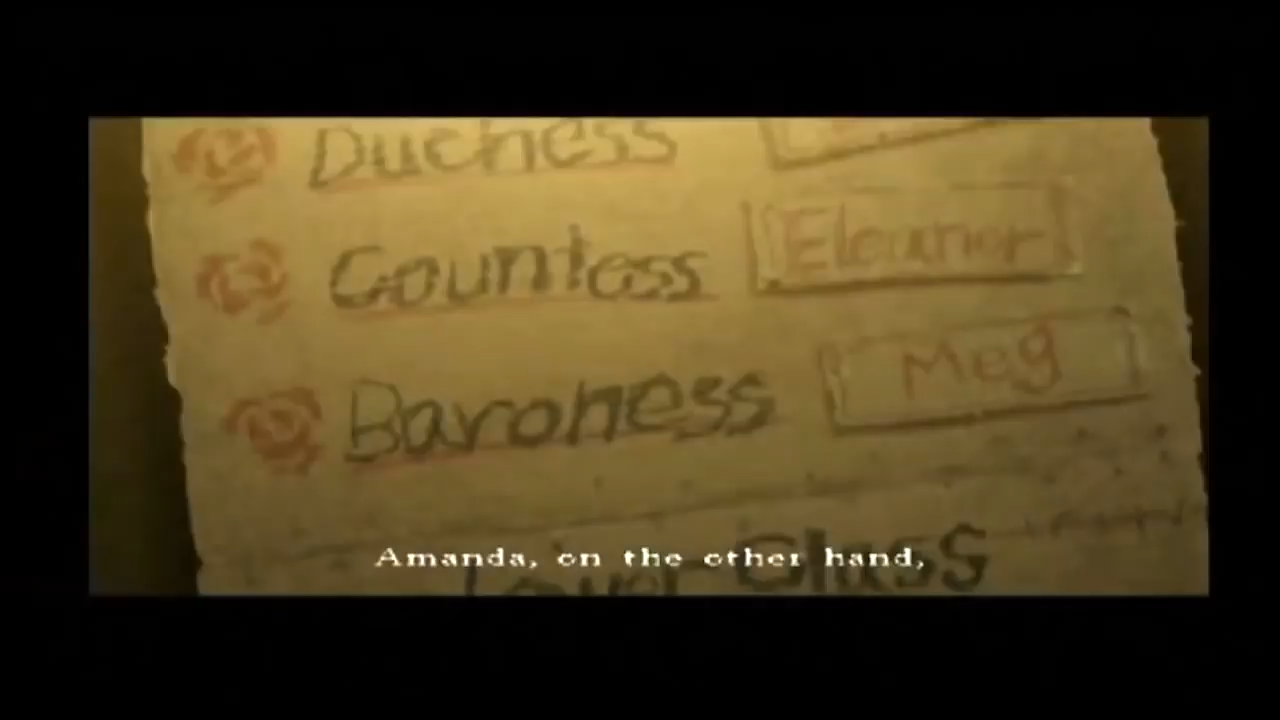 Duchess
Countess Eleanor
Baroness Meg
Lower Class
Amanda, on the other hand,